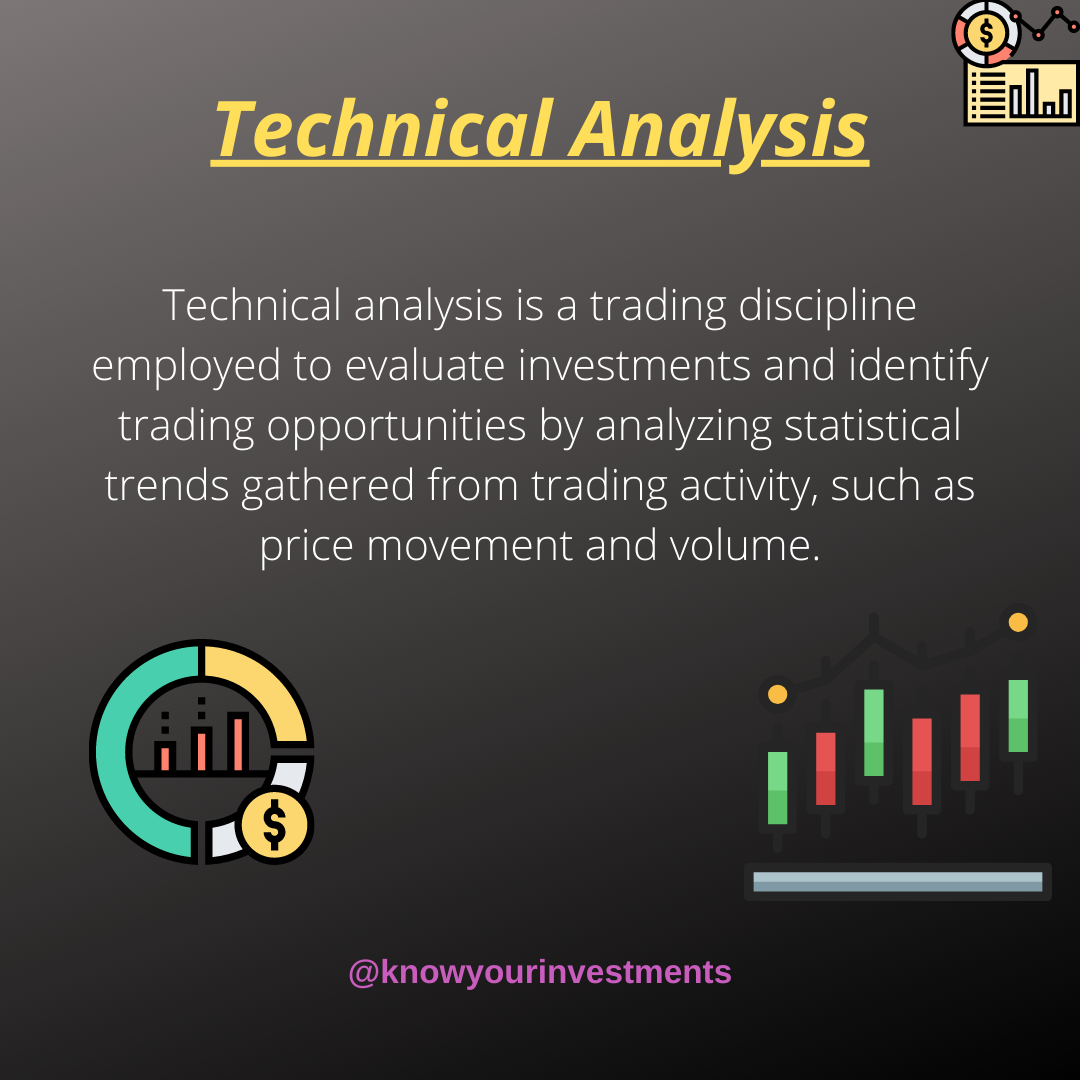 Technical Analysis
Technical analysis is a trading discipline
employed to evaluate investments and identify
trading opportunities by analyzing statistical
trends gathered from trading activity, such as
price movement and volume.
$
$
@knowyourinvestments